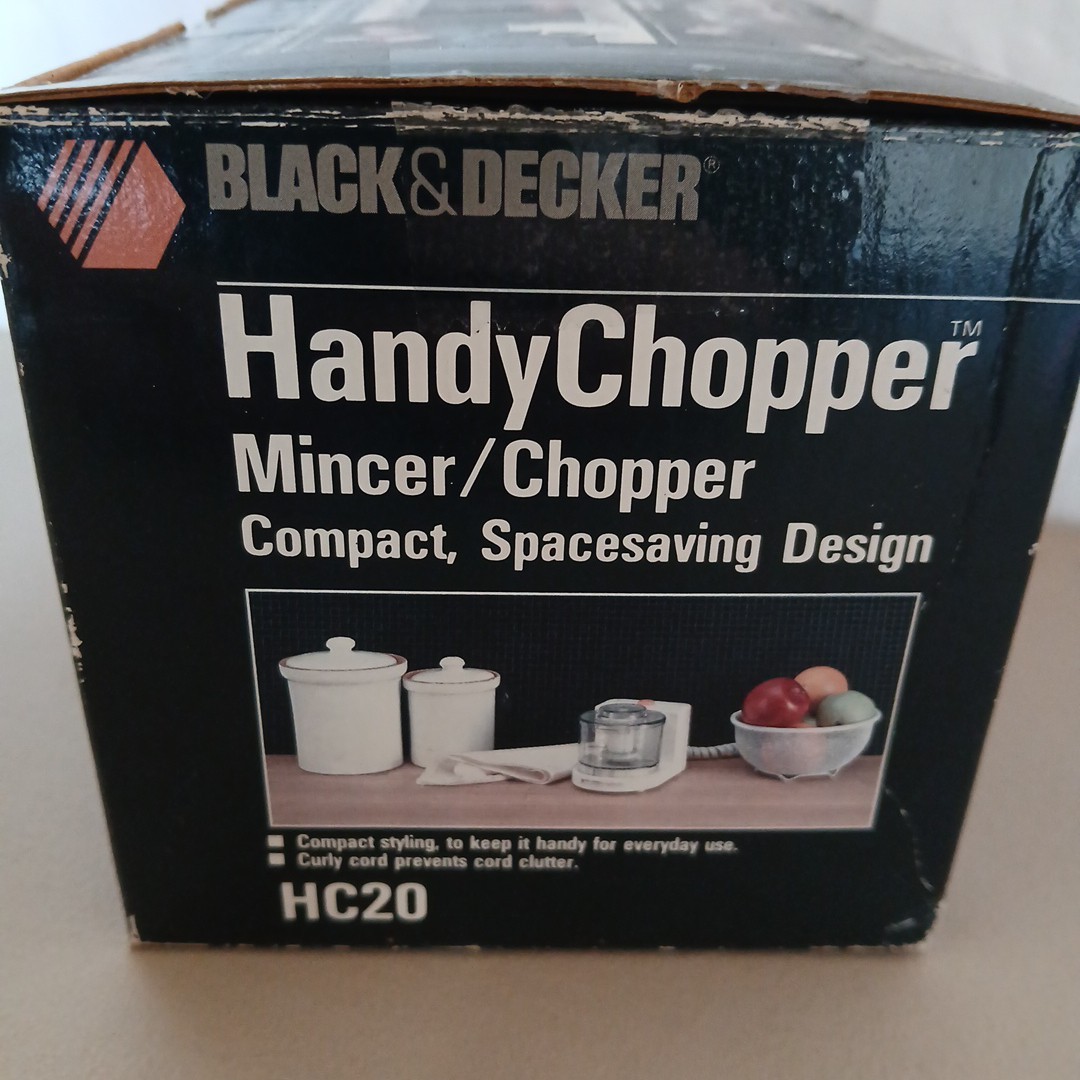 BLACK&DECKER®
HandyChopper™
Mincer/Chopper
Compact, Spacesaving Design
■ Compact styling, to keep it handy for everyday use.
■ Curly cord prevents cord clutter.
HC20